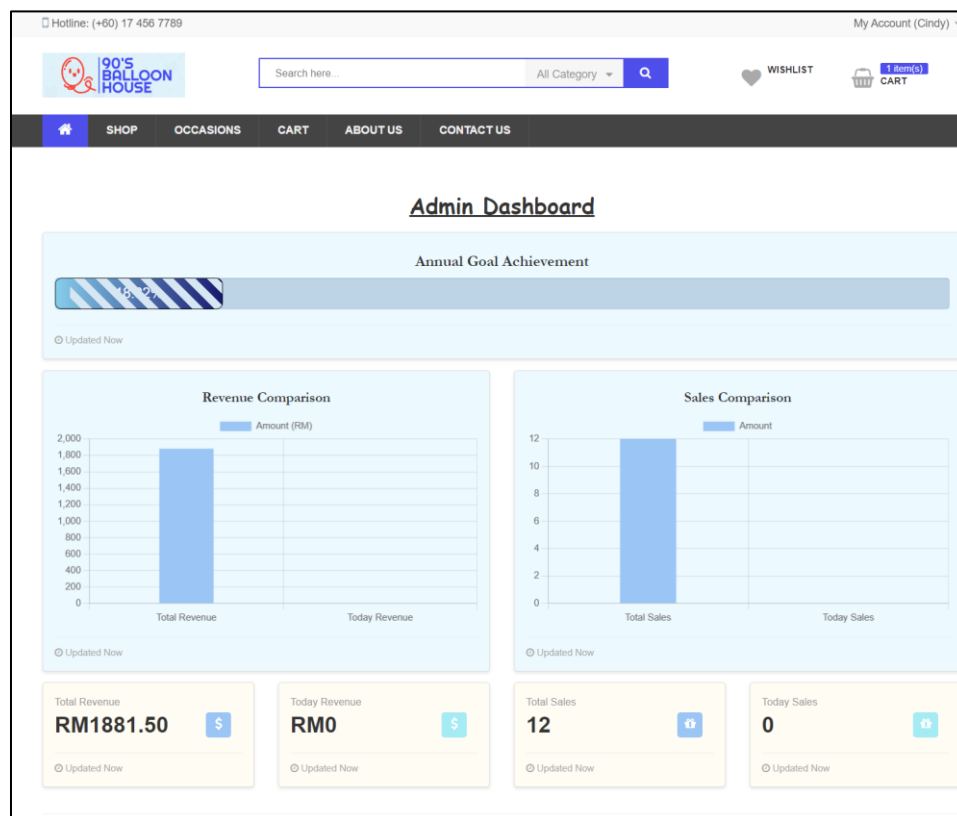 Hotline: (+60) 17 456 7789
My Account (Cindy)
90'S
BALLOON
HOUSE
Search here...
All Category
WISHLIST
1 item(s)
CART
SHOP OCCASIONS CART ABOUT US CONTACT US
Admin Dashboard
Annual Goal Achievement
Updated Now
Revenue Comparison
Amount (RM)
2,000
1,800
1,600
1,400
1,200
1,000
800
600
400
200
0
Total Revenue Today Revenue
Updated Now
Sales Comparison
Amount
12
10
8
6
4
2
0
Total Sales Today Sales
Updated Now
Total Revenue
RM1881.50
$
Updated Now
Today Revenue
RM0
$
Updated Now
Total Sales
12
Updated Now
Today Sales
0
Updated Now